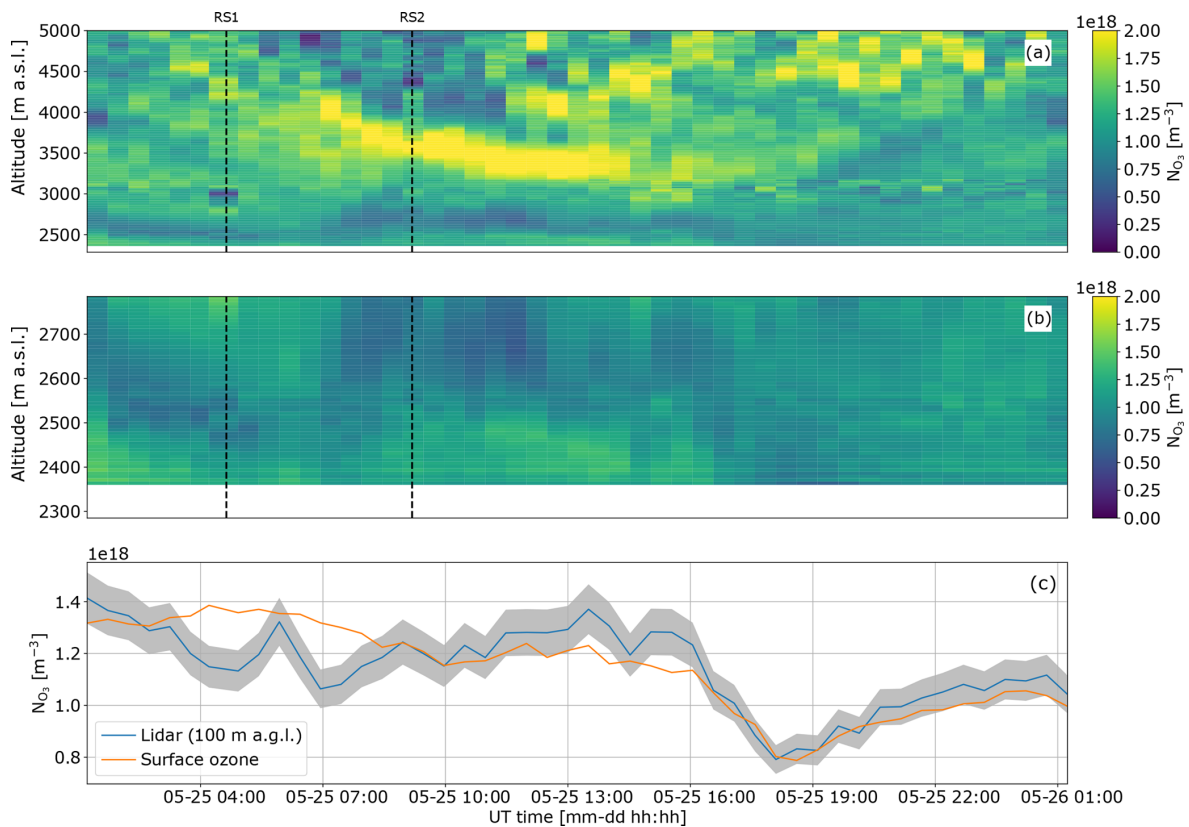 RS1
RS2
1e18
5000
4500
4000
3500
3000
2500
Altitude [m a.s.l.]
(a)
2.00
1.75
1.50
1.25
1.00
0.75
0.50
0.25
0.00
N_O3 [m⁻³]
1e18
2700
2600
2500
2400
2300
Altitude [m a.s.l.]
(b)
2.00
1.75
1.50
1.25
1.00
0.75
0.50
0.25
0.00
N_O3 [m⁻³]
1e18
1.4
1.2
1.0
0.8
N_O3 [m⁻³]
(c)
Lidar (100 m a.g.l.)
Surface ozone
05-25 04:00 05-25 07:00 05-25 10:00 05-25 13:00 05-25 16:00 05-25 19:00 05-25 22:00 05-26 01:00
UT time [mm-dd hh:hh]